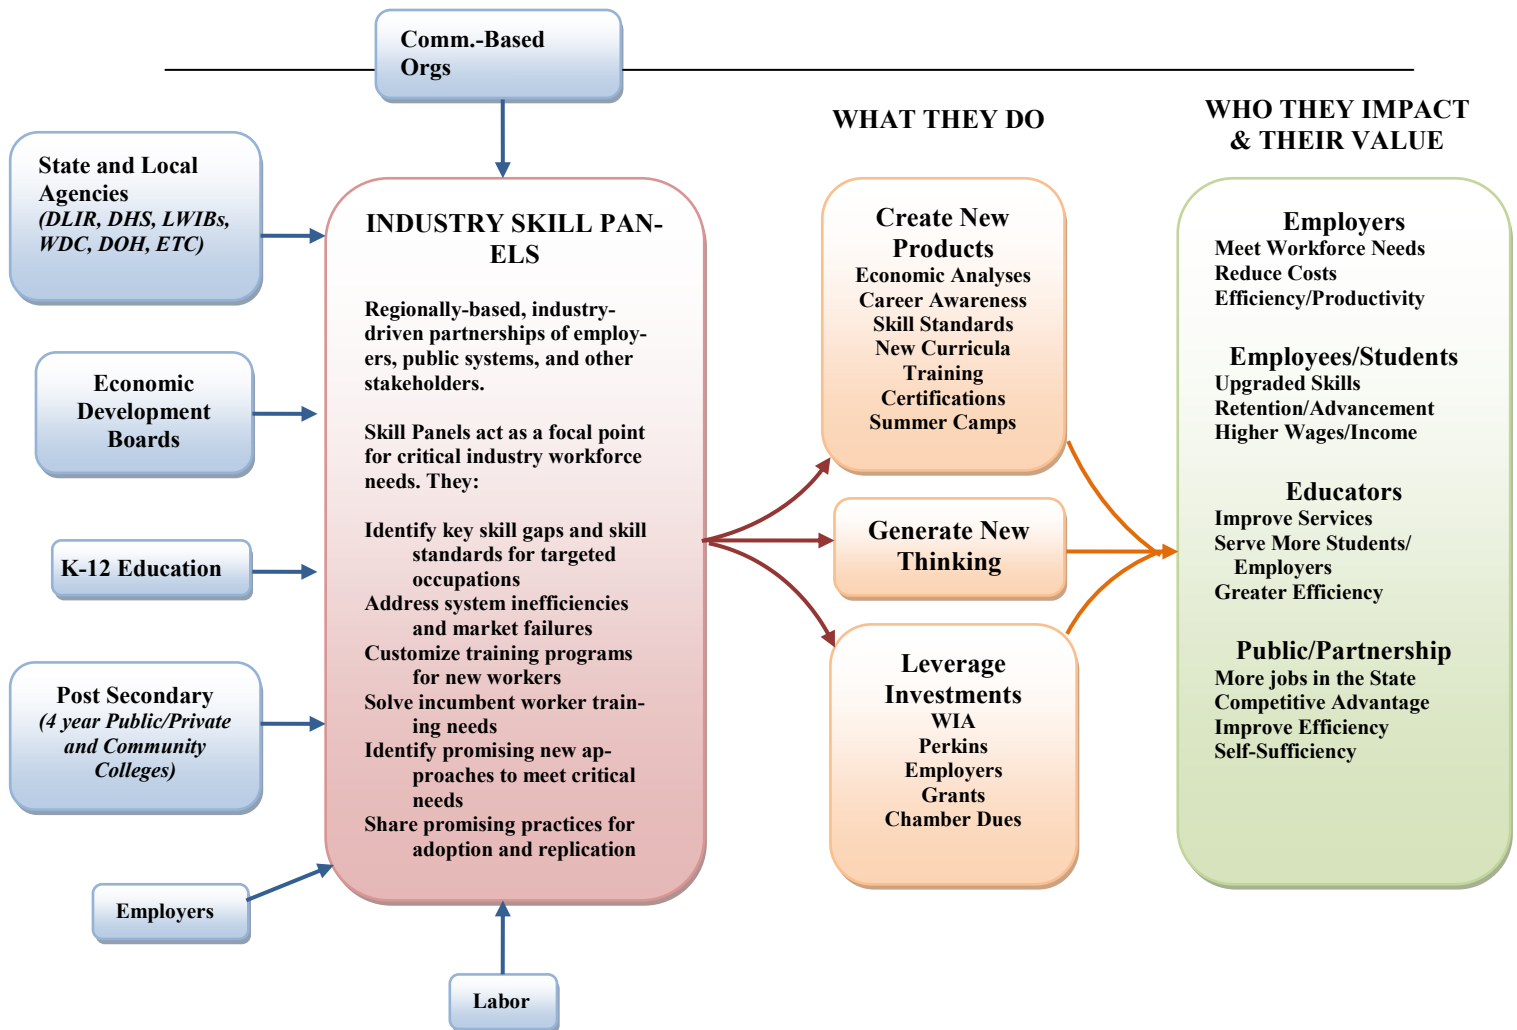 Comm.-Based
Orgs
State and Local
Agencies
(DLIR, DHS, LWIBs,
WDC, DOH, ETC)
Economic
Development
Boards
K-12 Education
Post Secondary
(4 year Public/Private
and Community
Colleges)
Employers
Labor
INDUSTRY SKILL PAN-
ELS
Regionally-based, industry-
driven partnerships of employ-
ers, public systems, and other
stakeholders.
Skill Panels act as a focal point
for critical industry workforce
needs. They:
Identify key skill gaps and skill
standards for targeted
occupations
Address system inefficiencies
and market failures
Customize training programs
for new workers
Solve incumbent worker train-
ing needs
Identify promising new ap-
proaches to meet critical
needs
Share promising practices for
adoption and replication
WHAT THEY DO
Create New
Products
Economic Analyses
Career Awareness
Skill Standards
New Curricula
Training
Certifications
Summer Camps
Generate New
Thinking
Leverage
Investments
WIA
Perkins
Employers
Grants
Chamber Dues
WHO THEY IMPACT
& THEIR VALUE
Employers
Meet Workforce Needs
Reduce Costs
Efficiency/Productivity
Employees/Students
Upgraded Skills
Retention/Advancement
Higher Wages/Income
Educators
Improve Services
Serve More Students/
Employers
Greater Efficiency
Public/Partnership
More jobs in the State
Competitive Advantage
Improve Efficiency
Self-Sufficiency